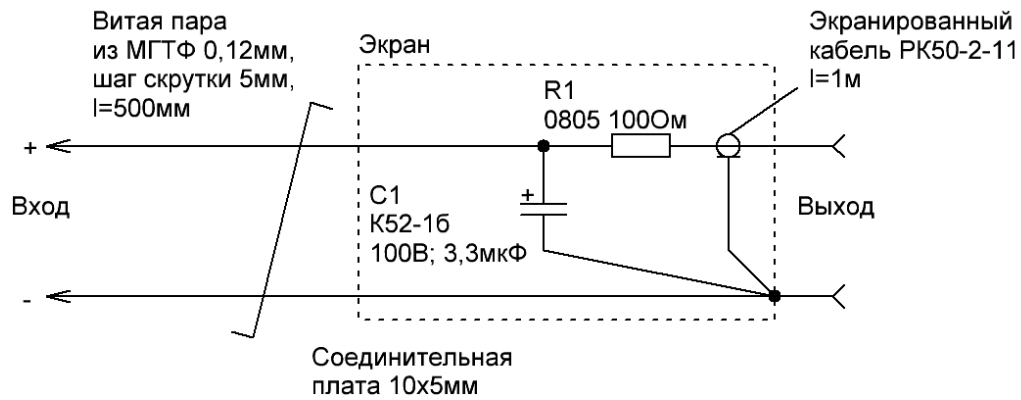 Витая пара
из МГТФ 0,12мм,
шаг скрутки 5мм,
l=500мм
Экран
Экранированный
кабель РК50-2-11
l=1м
R1
0805 100Ом
+
Вход
-
+
C1
К52-1б
100В; 3,3мкФ
Выход
Соединительная
плата 10х5мм